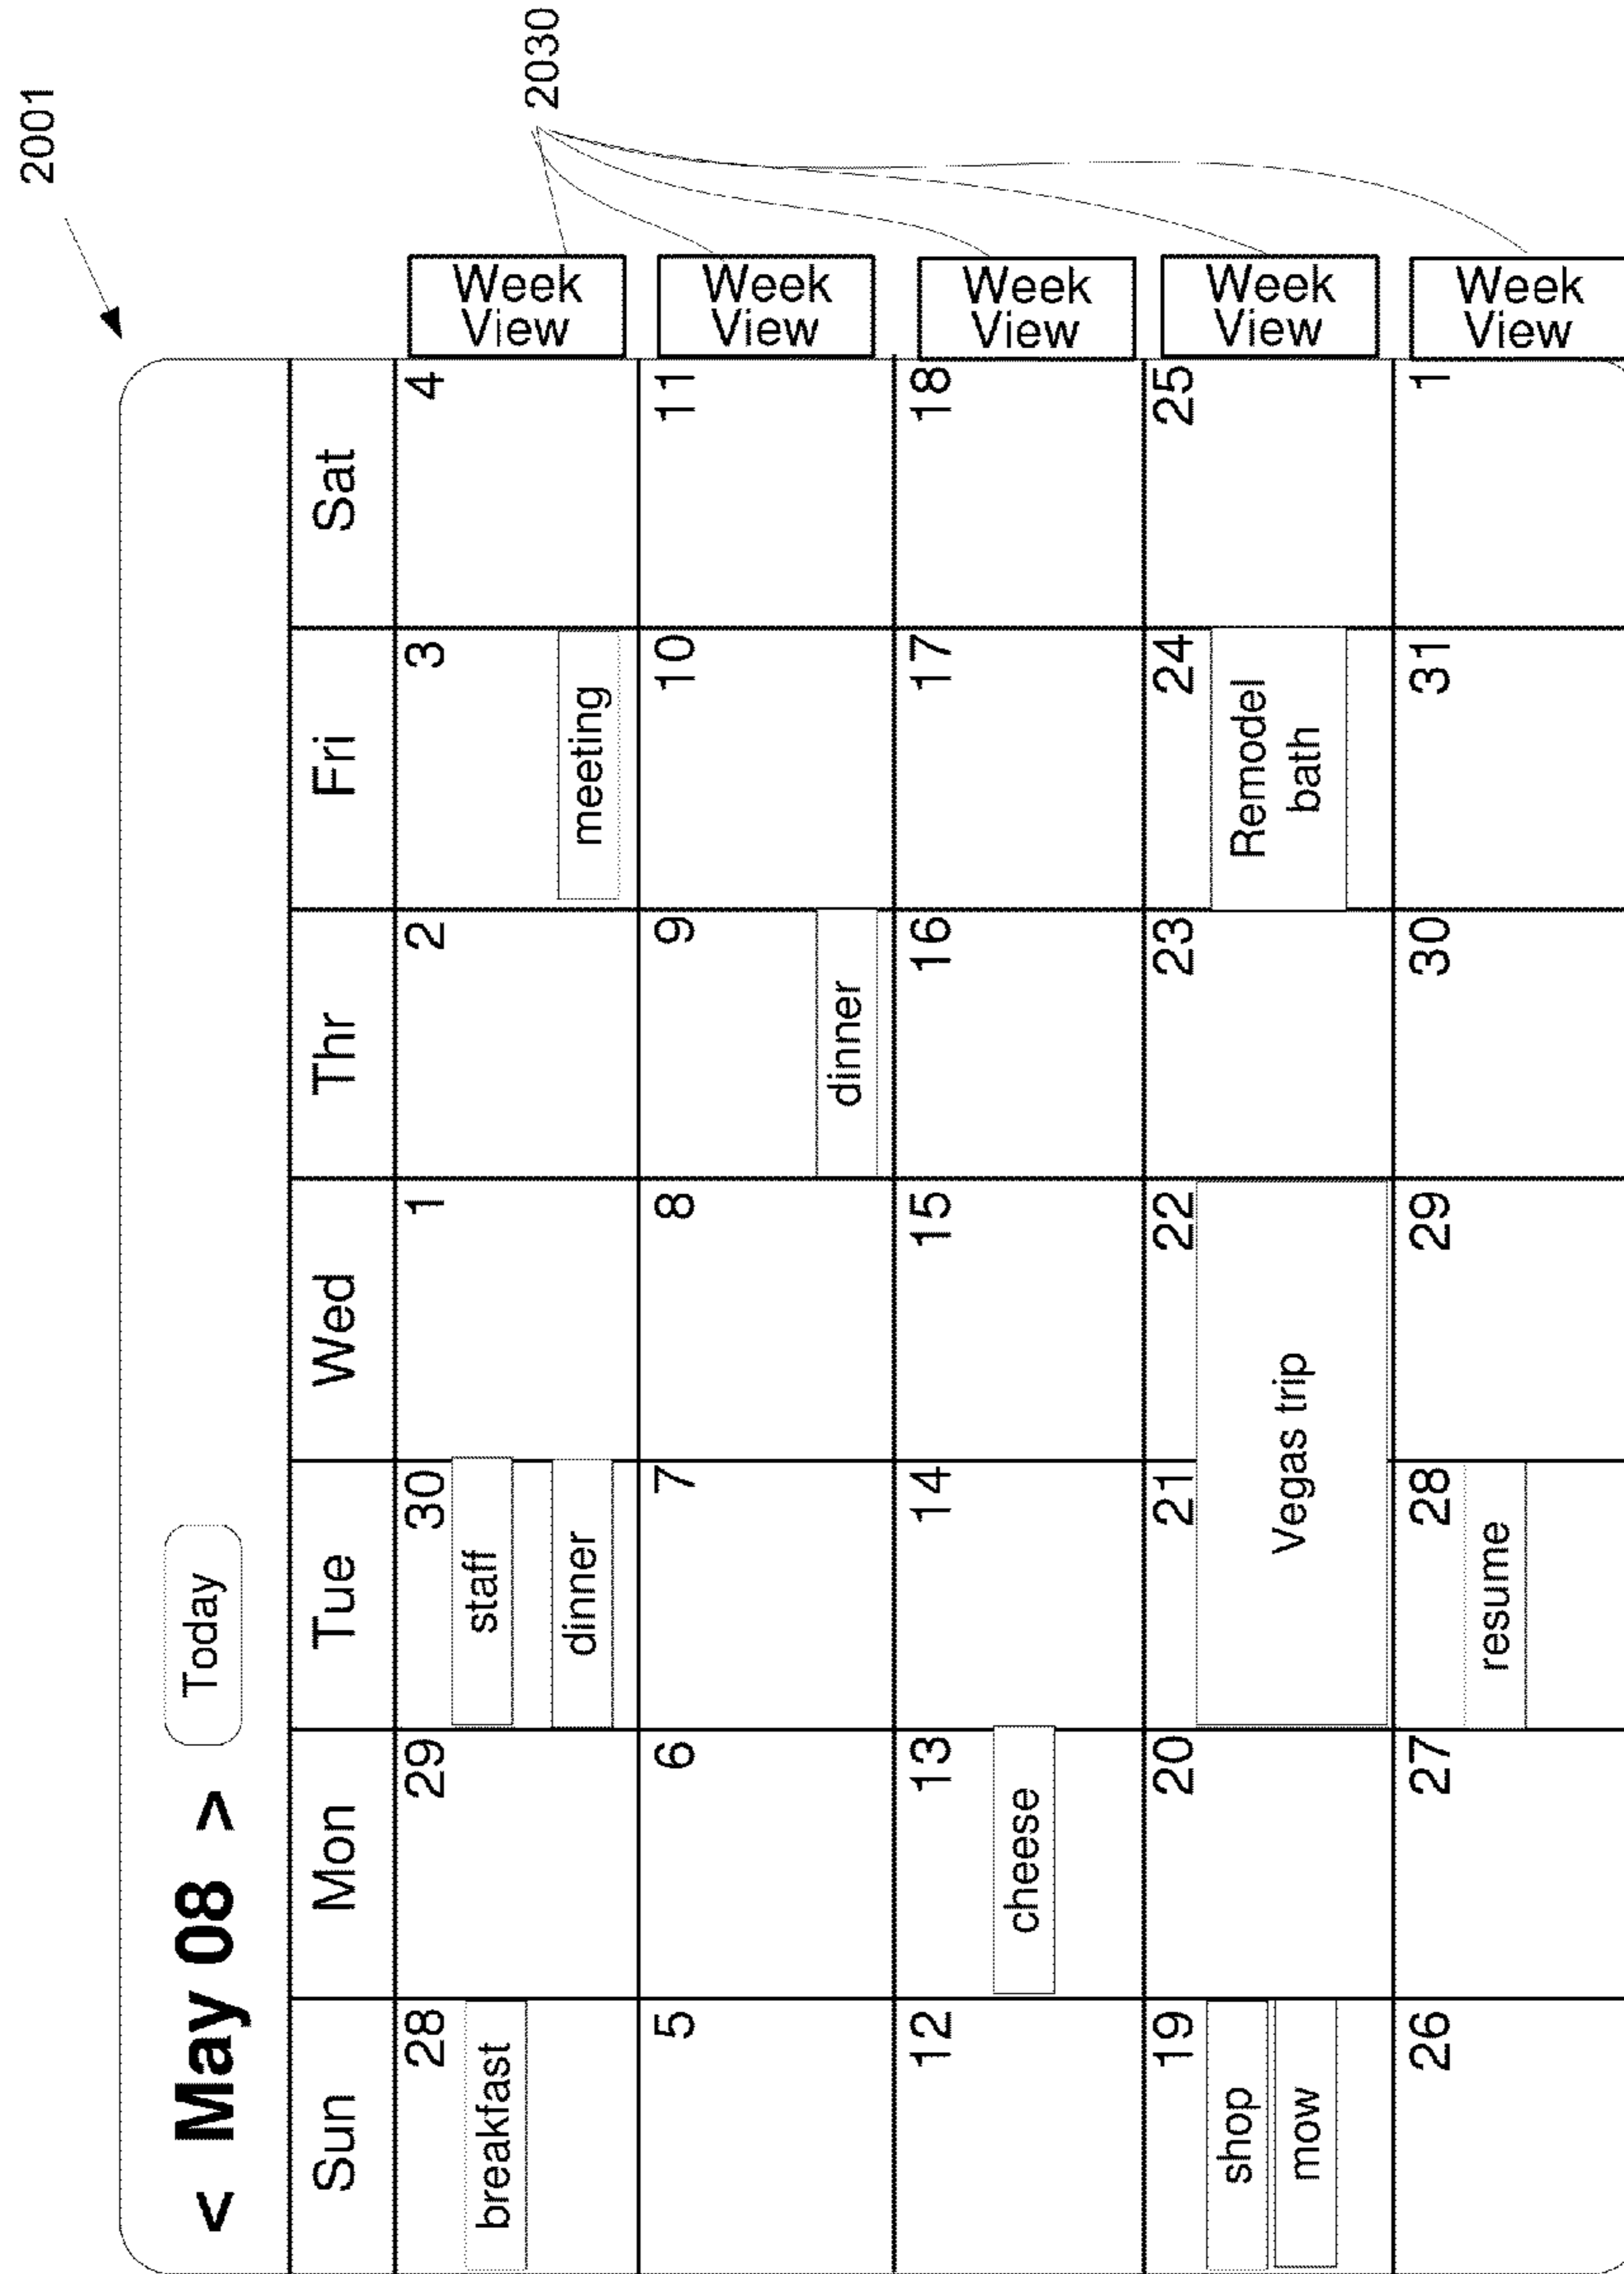 2001
< May 08 > Today
Sun Mon Tue Wed Thr Fri Sat
28 29 30 1 2 3 4
breakfast staff
dinner meeting
Week
View
5 6 7 8 9 10 11
dinner
Week
View
12 13 14 15 16 17 18
cheese
Week
View
19 20 21 22 23 24 25
shop
mow
Vegas trip
Remodel
bath
Week
View
26 27 28 29 30 31 1
resume
Week
View
2030